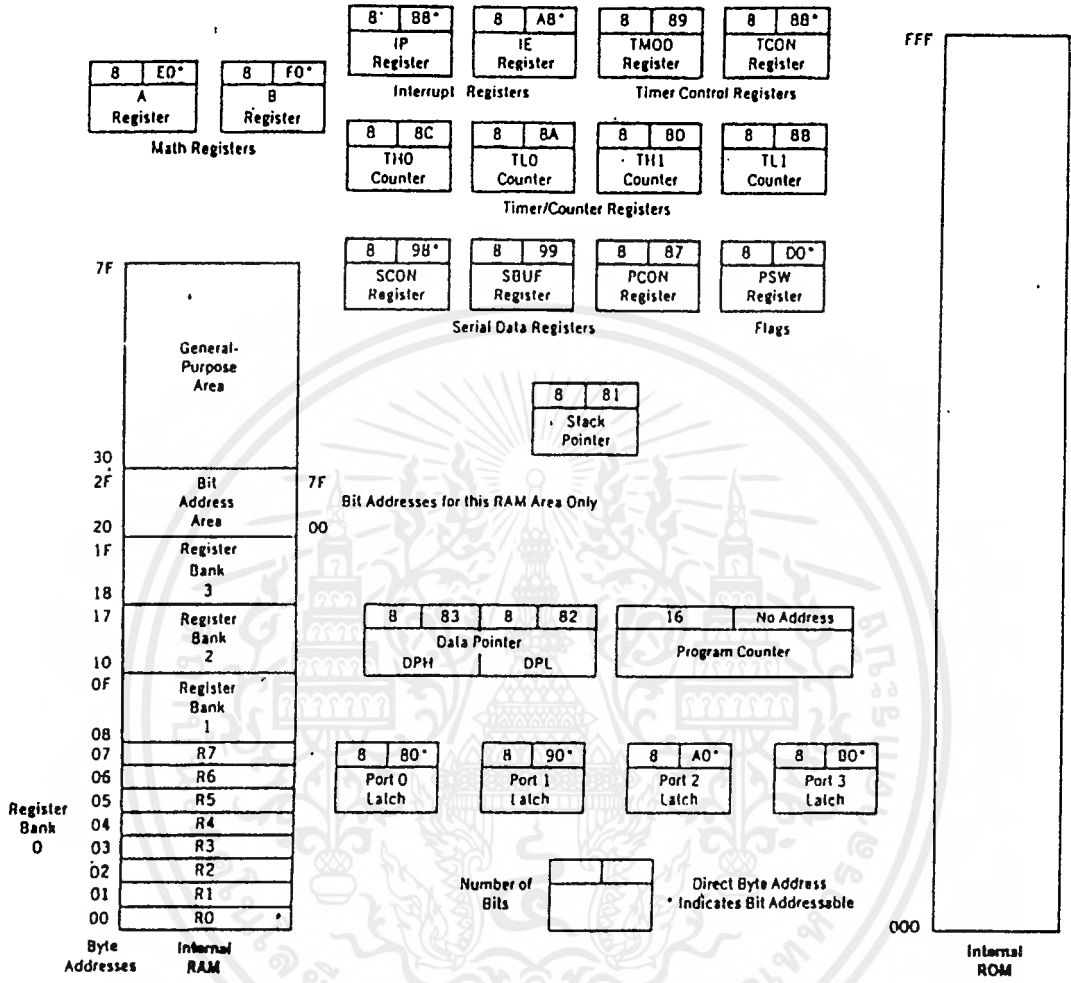 8 B8* 8 A8* 8 89 8 88*
IP Register IE Register TMOD Register TCON Register
Interrupt Registers Timer Control Registers
8 E0* 8 F0*
A Register B Register
Math Registers
8 8C 8 8A 8 8D 8 8B
TH0 Counter TL0 Counter TH1 Counter TL1 Counter
Timer/Counter Registers
8 98* 8 99 8 87 8 D0*
SCON Register SBUF Register PCON Register PSW Register
Serial Data Registers Flags
8 81
Stack
Pointer
7F
General-
Purpose
Area
30
2F
Bit
Address
Area
20
7F
Bit Addresses for this RAM Area Only
00
1F
Register
Bank
3
18
17
Register
Bank
2
10
0F
Register
Bank
1
08
8 83 8 82
Data Pointer
DPH DPL
16 No Address
Program Counter
8 80* 8 90* 8 A0* 8 B0*
Port 0 Latch Port 1 Latch Port 2 Latch Port 3 Latch
Register
Bank
0
07 R7
06 R6
05 R5
04 R4
03 R3
02 R2
01 R1
00 R0
Byte
Addresses
Internal
RAM
Number of
Bits
Direct Byte Address
* Indicates Bit Addressable
FFF
000
Internal
ROM